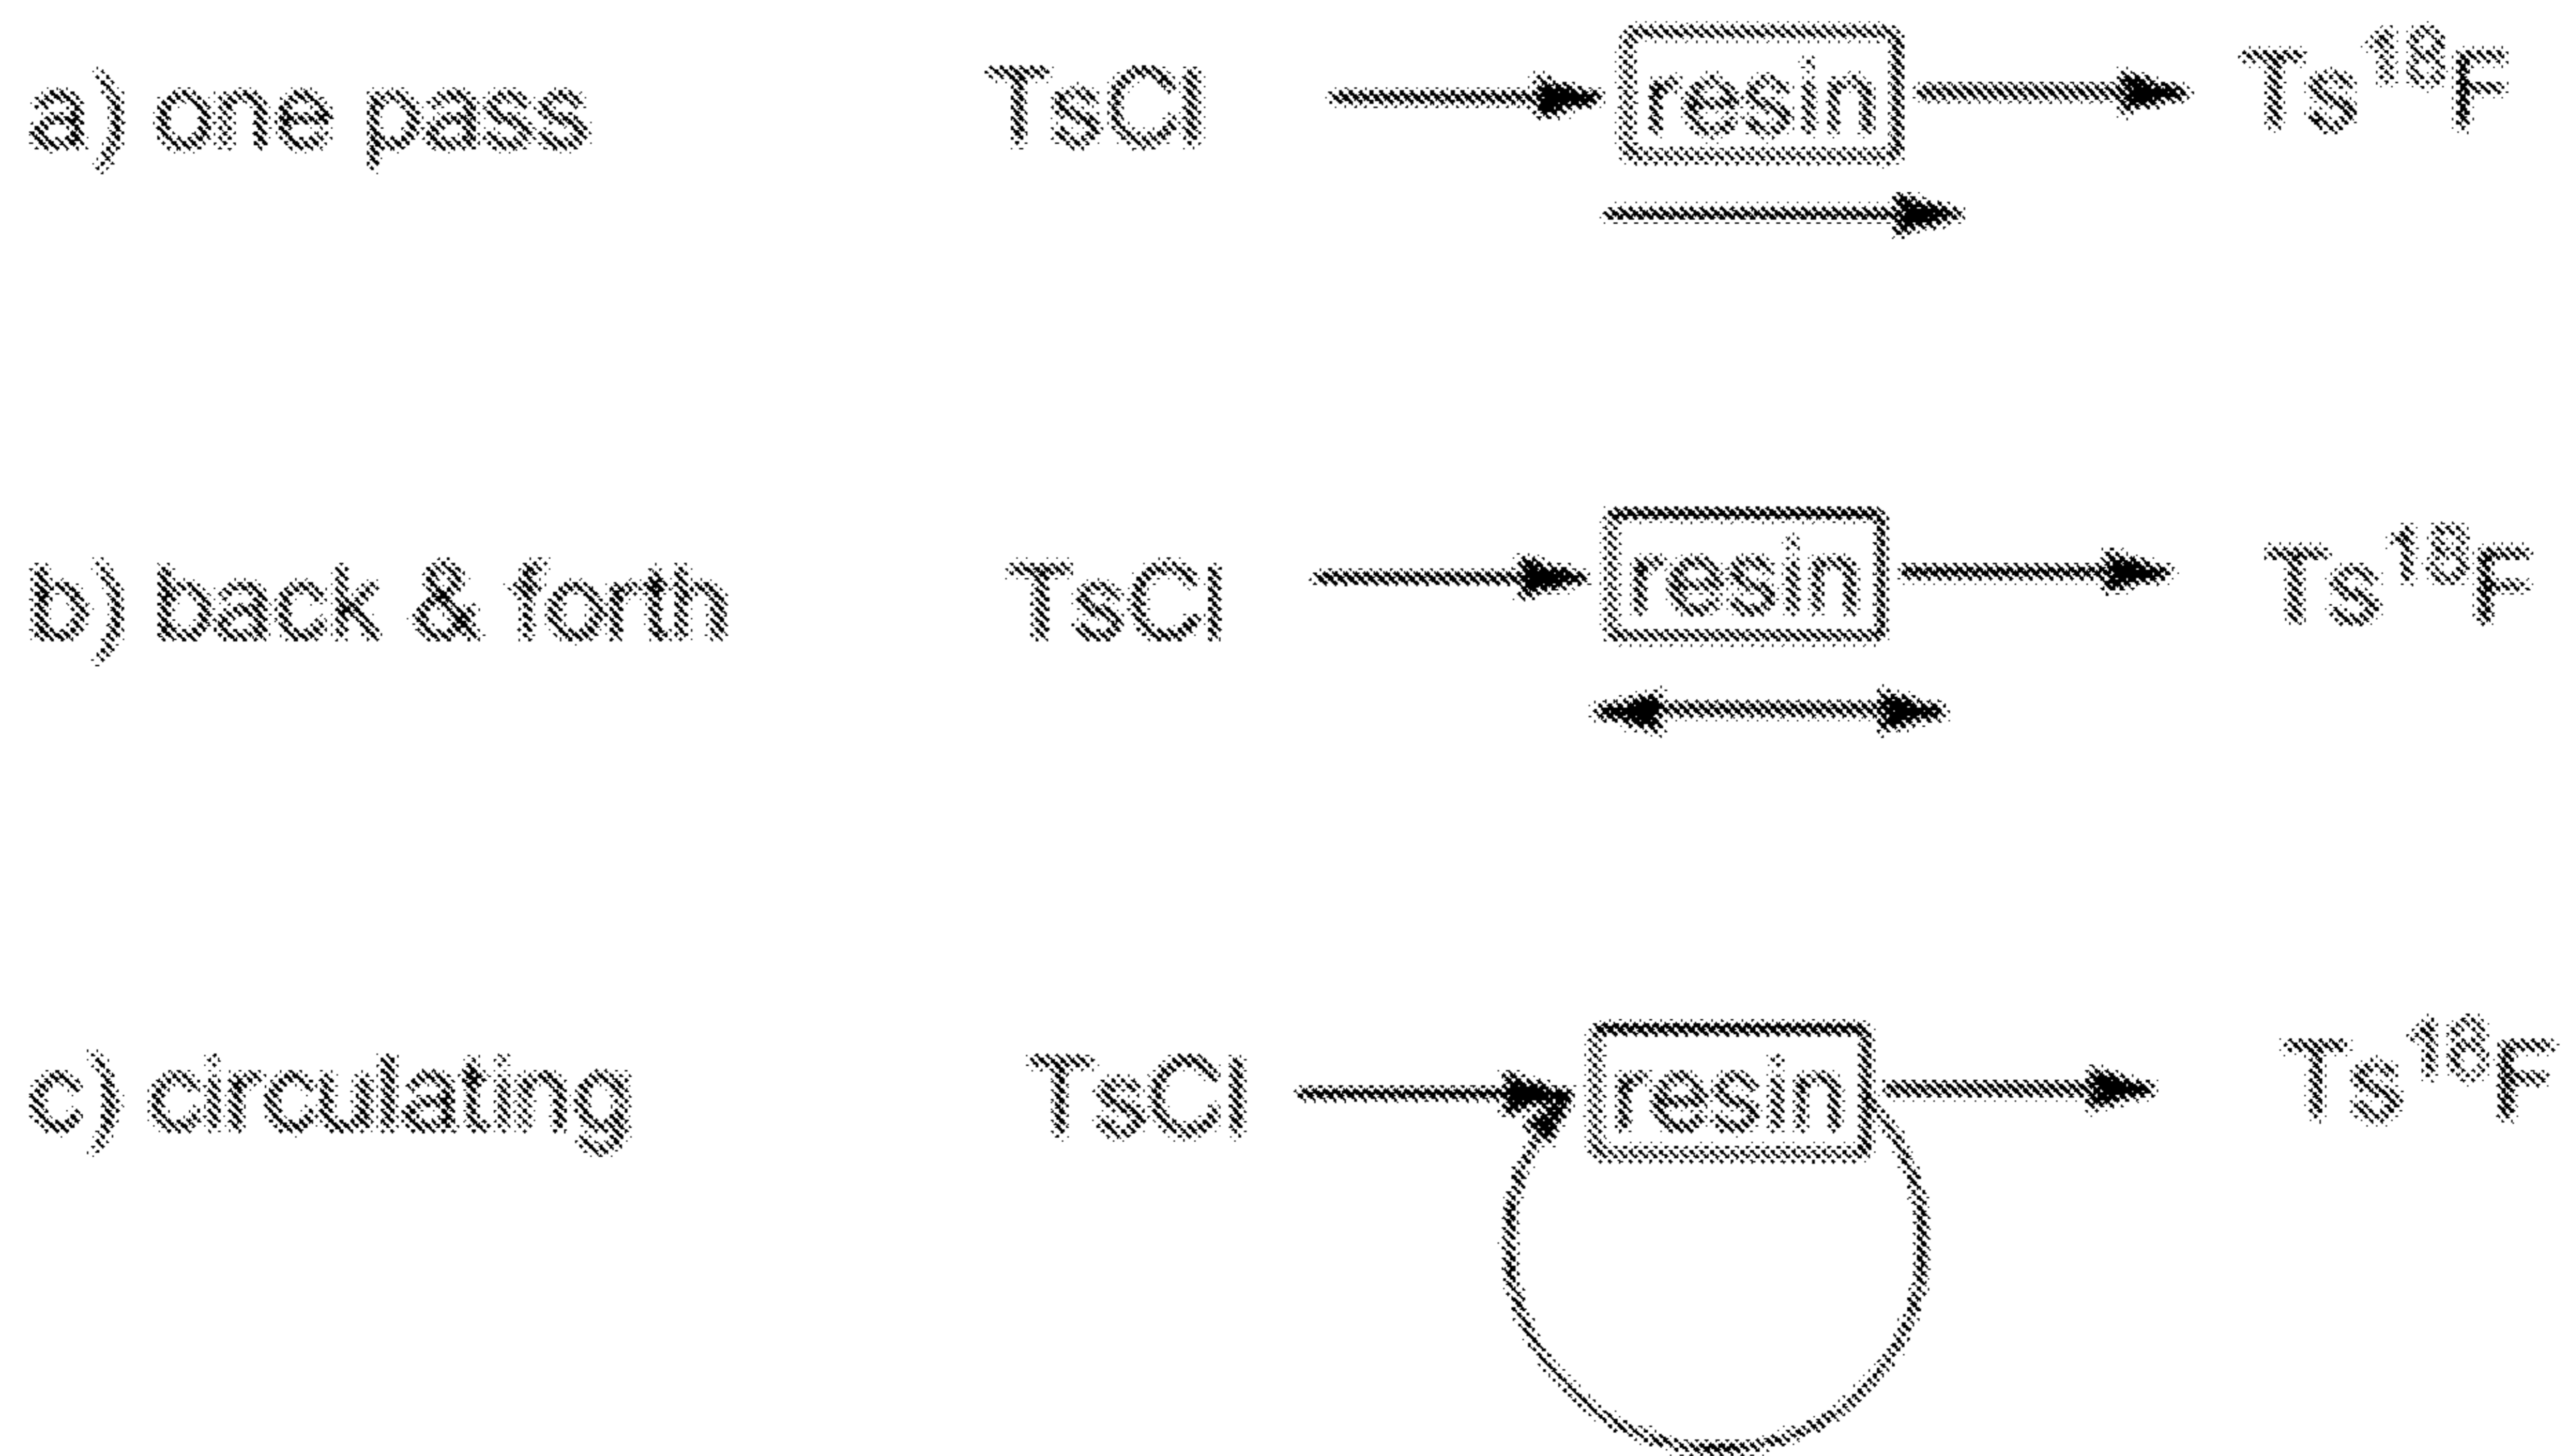 a) one pass TsCl resin Ts¹⁸F
b) back & forth TsCl resin Ts¹⁸F
c) circulating TsCl resin Ts¹⁸F